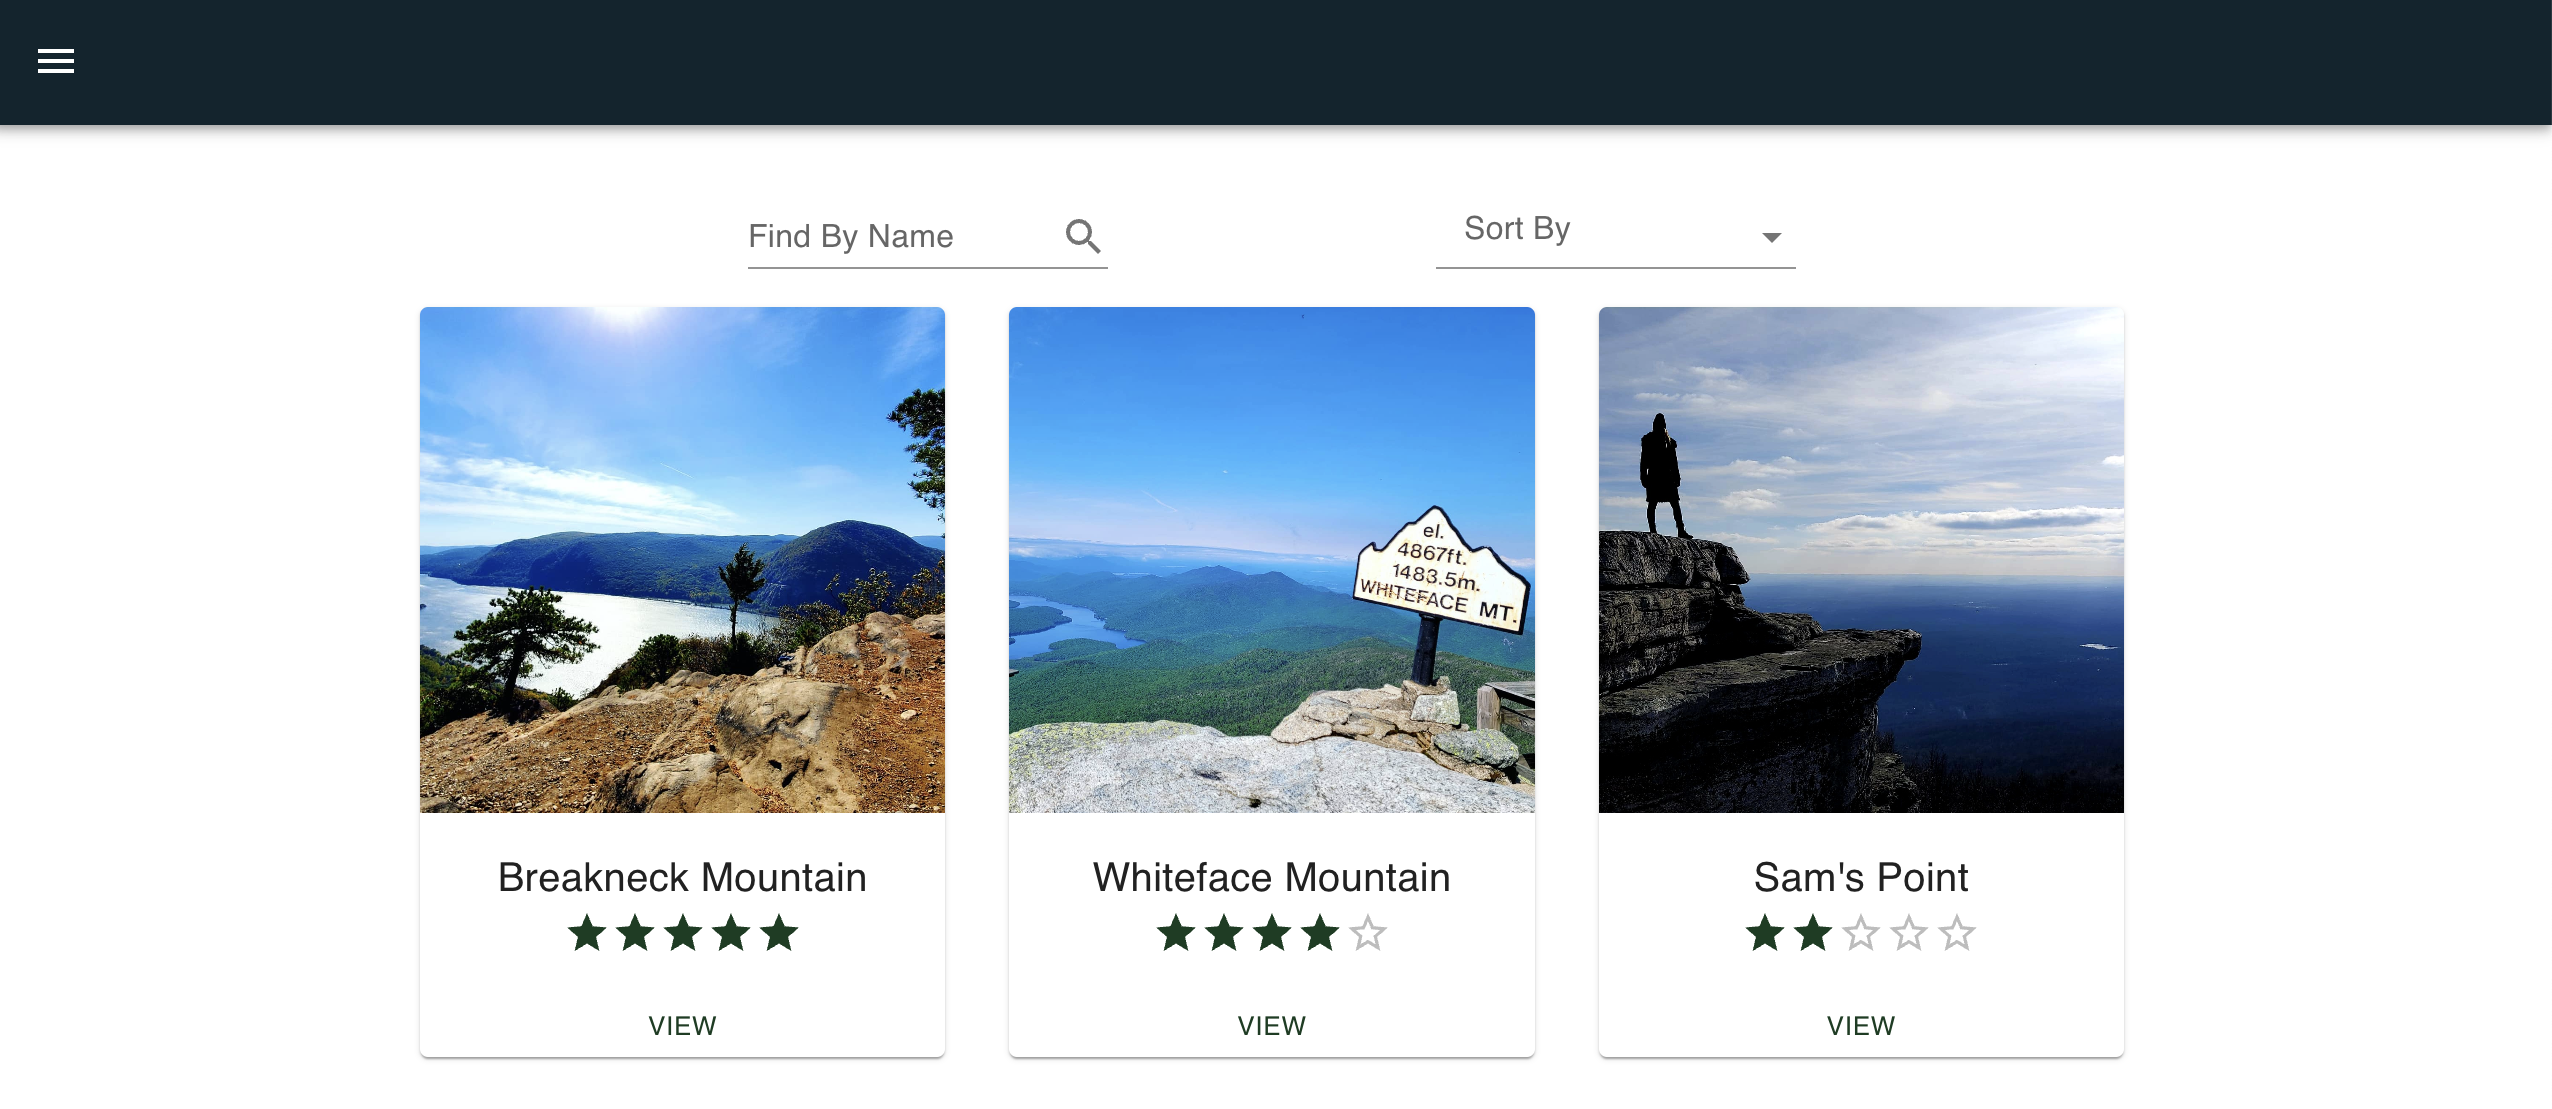 Find By Name
Sort By
el.
4867ft.
1483.5m.
WHITEFACE MT.
Breakneck Mountain
Whiteface Mountain
Sam's Point
VIEW
VIEW
VIEW